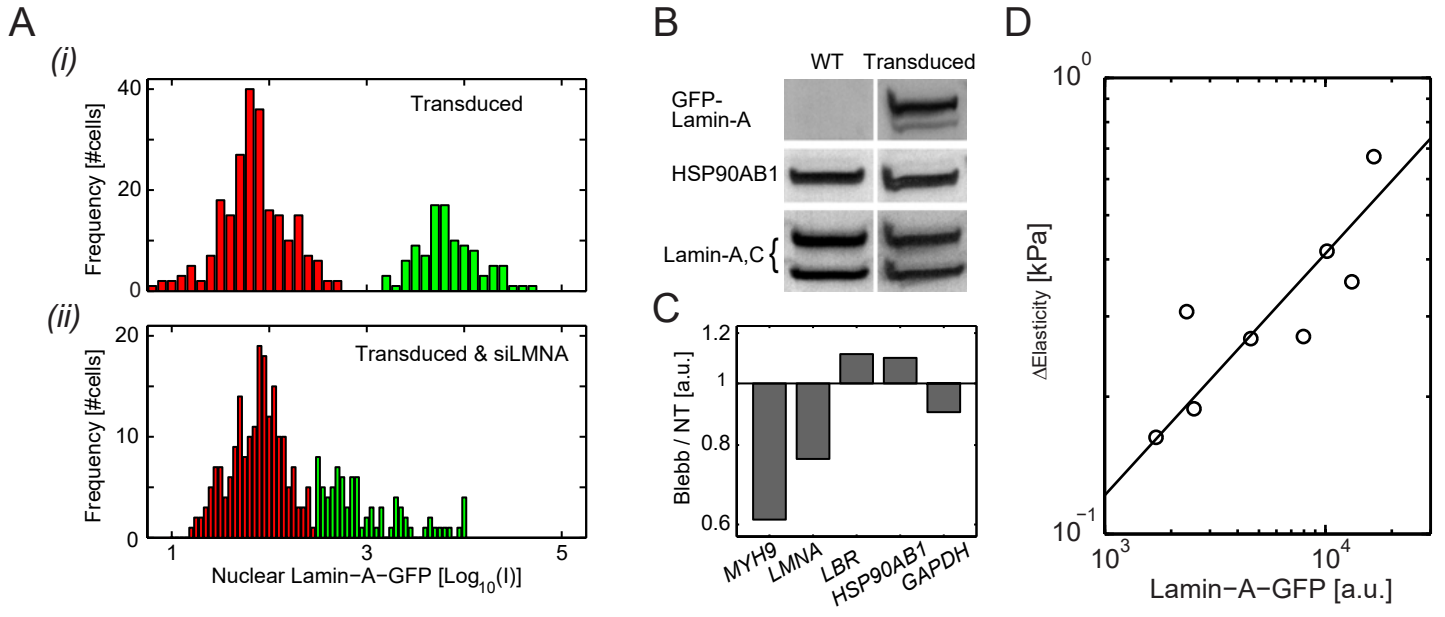 A
(i)
Frequency [#cells]
40
20
0
Transduced
(ii)
Frequency [#cells]
20
10
0
Transduced & siLMNA
1 3 5
Nuclear Lamin−A−GFP [Log10(I)]
B
WT Transduced
GFP-
Lamin-A
HSP90AB1
Lamin-A,C {
C
Blebb / NT [a.u.]
1.2
1
0.8
0.6
MYH9 LMNA LBR HSP90AB1 GAPDH
D
ΔElasticity [kPa]
10^0
10^−1
10^3 10^4
Lamin−A−GFP [a.u.]